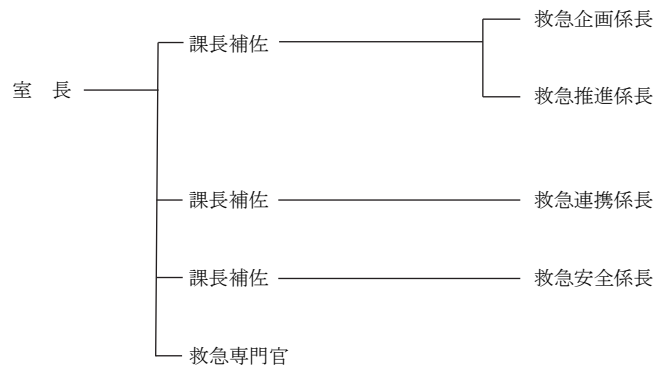 救急企画係長
課長補佐
室　長
救急推進係長
課長補佐
救急連携係長
課長補佐
救急安全係長
救急専門官